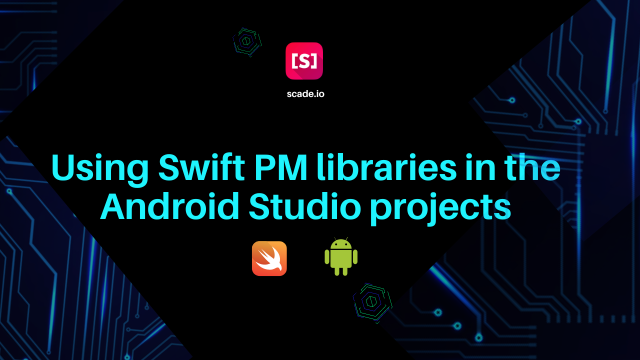 [S]
scade.io
Using Swift PM libraries in the
Android Studio projects